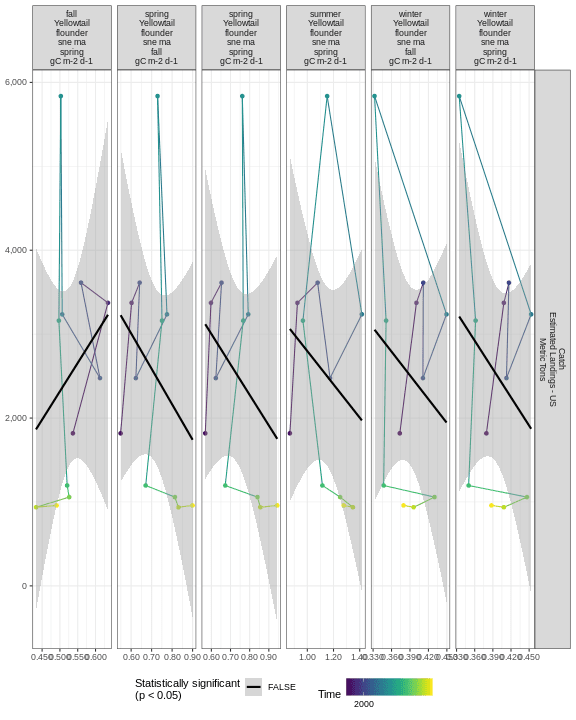 fall
Yellowtail
flounder
sne ma
spring
gC m-2 d-1
spring
Yellowtail
flounder
sne ma
fall
gC m-2 d-1
spring
Yellowtail
flounder
sne ma
spring
gC m-2 d-1
summer
Yellowtail
flounder
sne ma
spring
gC m-2 d-1
winter
Yellowtail
flounder
sne ma
fall
gC m-2 d-1
winter
Yellowtail
flounder
sne ma
spring
gC m-2 d-1
6,000
4,000
2,000
0
Catch
Estimated Landings - US
Metric Tons
0.450 0.500 0.550 0.600
0.60 0.70 0.80 0.90
0.60 0.70 0.80 0.90
1.00 1.20 1.40
0.330 0.360 0.390 0.420 0.450
0.330 0.360 0.390 0.420 0.450
Statistically significant
(p < 0.05)
FALSE
Time
2000